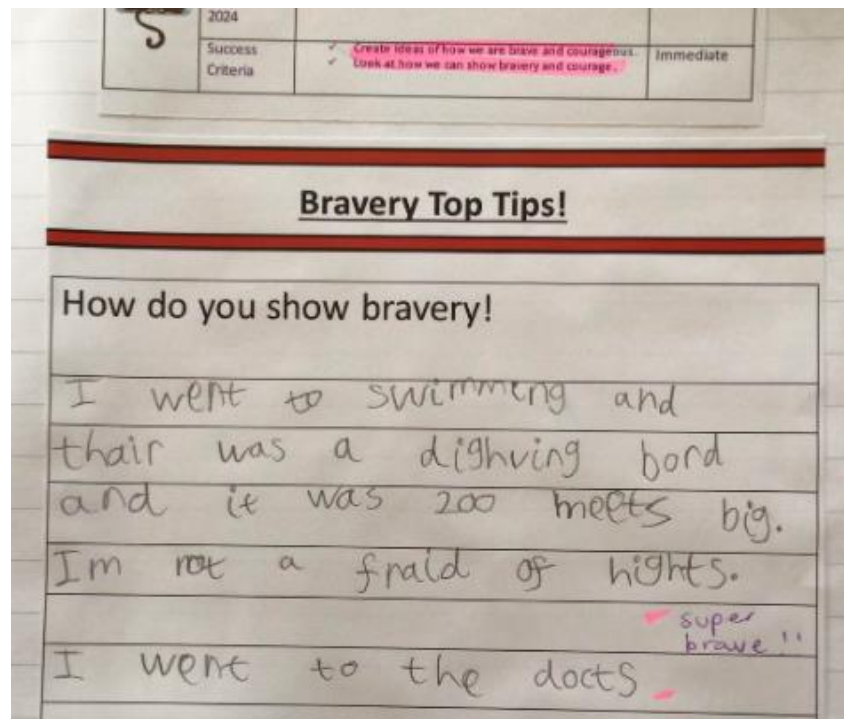 2024
Success
Criteria
✓ Create ideas of how we are brave and courageous.
✓ Look at how we can show bravery and courage.
Immediate
Bravery Top Tips!
How do you show bravery!
I went to swimmeng and
thair was a dighving bord
and it was 200 meets big.
Im not a fraid of hights.
super
brave!!
I went to the docts